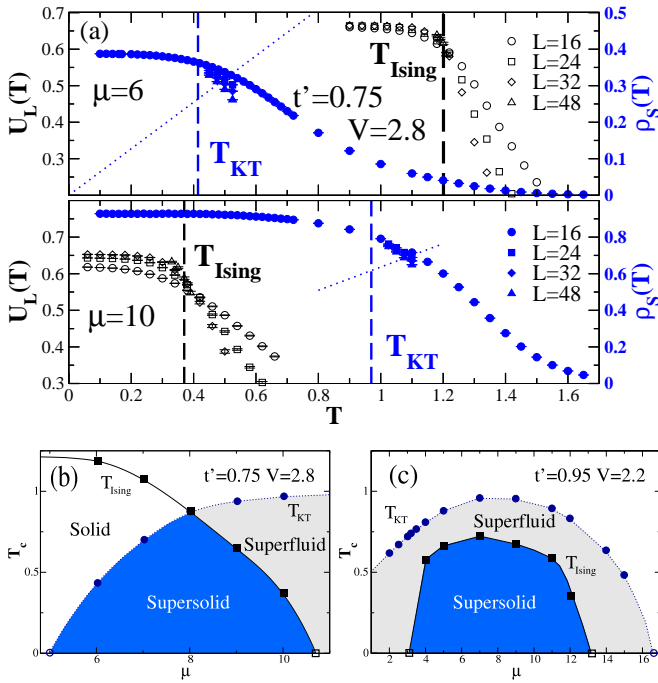 (a)
U_L(T)
0.6
0.5
0.4
0.3
μ=6
T_KT
t'=0.75
V=2.8
T_Ising
L=16
L=24
L=32
L=48
0.5
0.4
0.3
0.2
0.1
0
ρ_S(T)
U_L(T)
0.7
0.6
0.5
0.4
0.3
μ=10
T_Ising
T_KT
L=16
L=24
L=32
L=48
0.8
0.6
0.4
0.2
0
ρ_S(T)
0 0.2 0.4 0.6 0.8 1.0 1.2 1.4 1.6
T
(b)
t'=0.75 V=2.8
T_Ising
T_KT
Solid
Superfluid
Supersolid
T_c
1
0.5
0
6 8 10
μ
(c)
t'=0.95 V=2.2
T_KT
Superfluid
T_Ising
Supersolid
T_c
1
0.5
0
2 4 6 8 10 12 14 16
μ